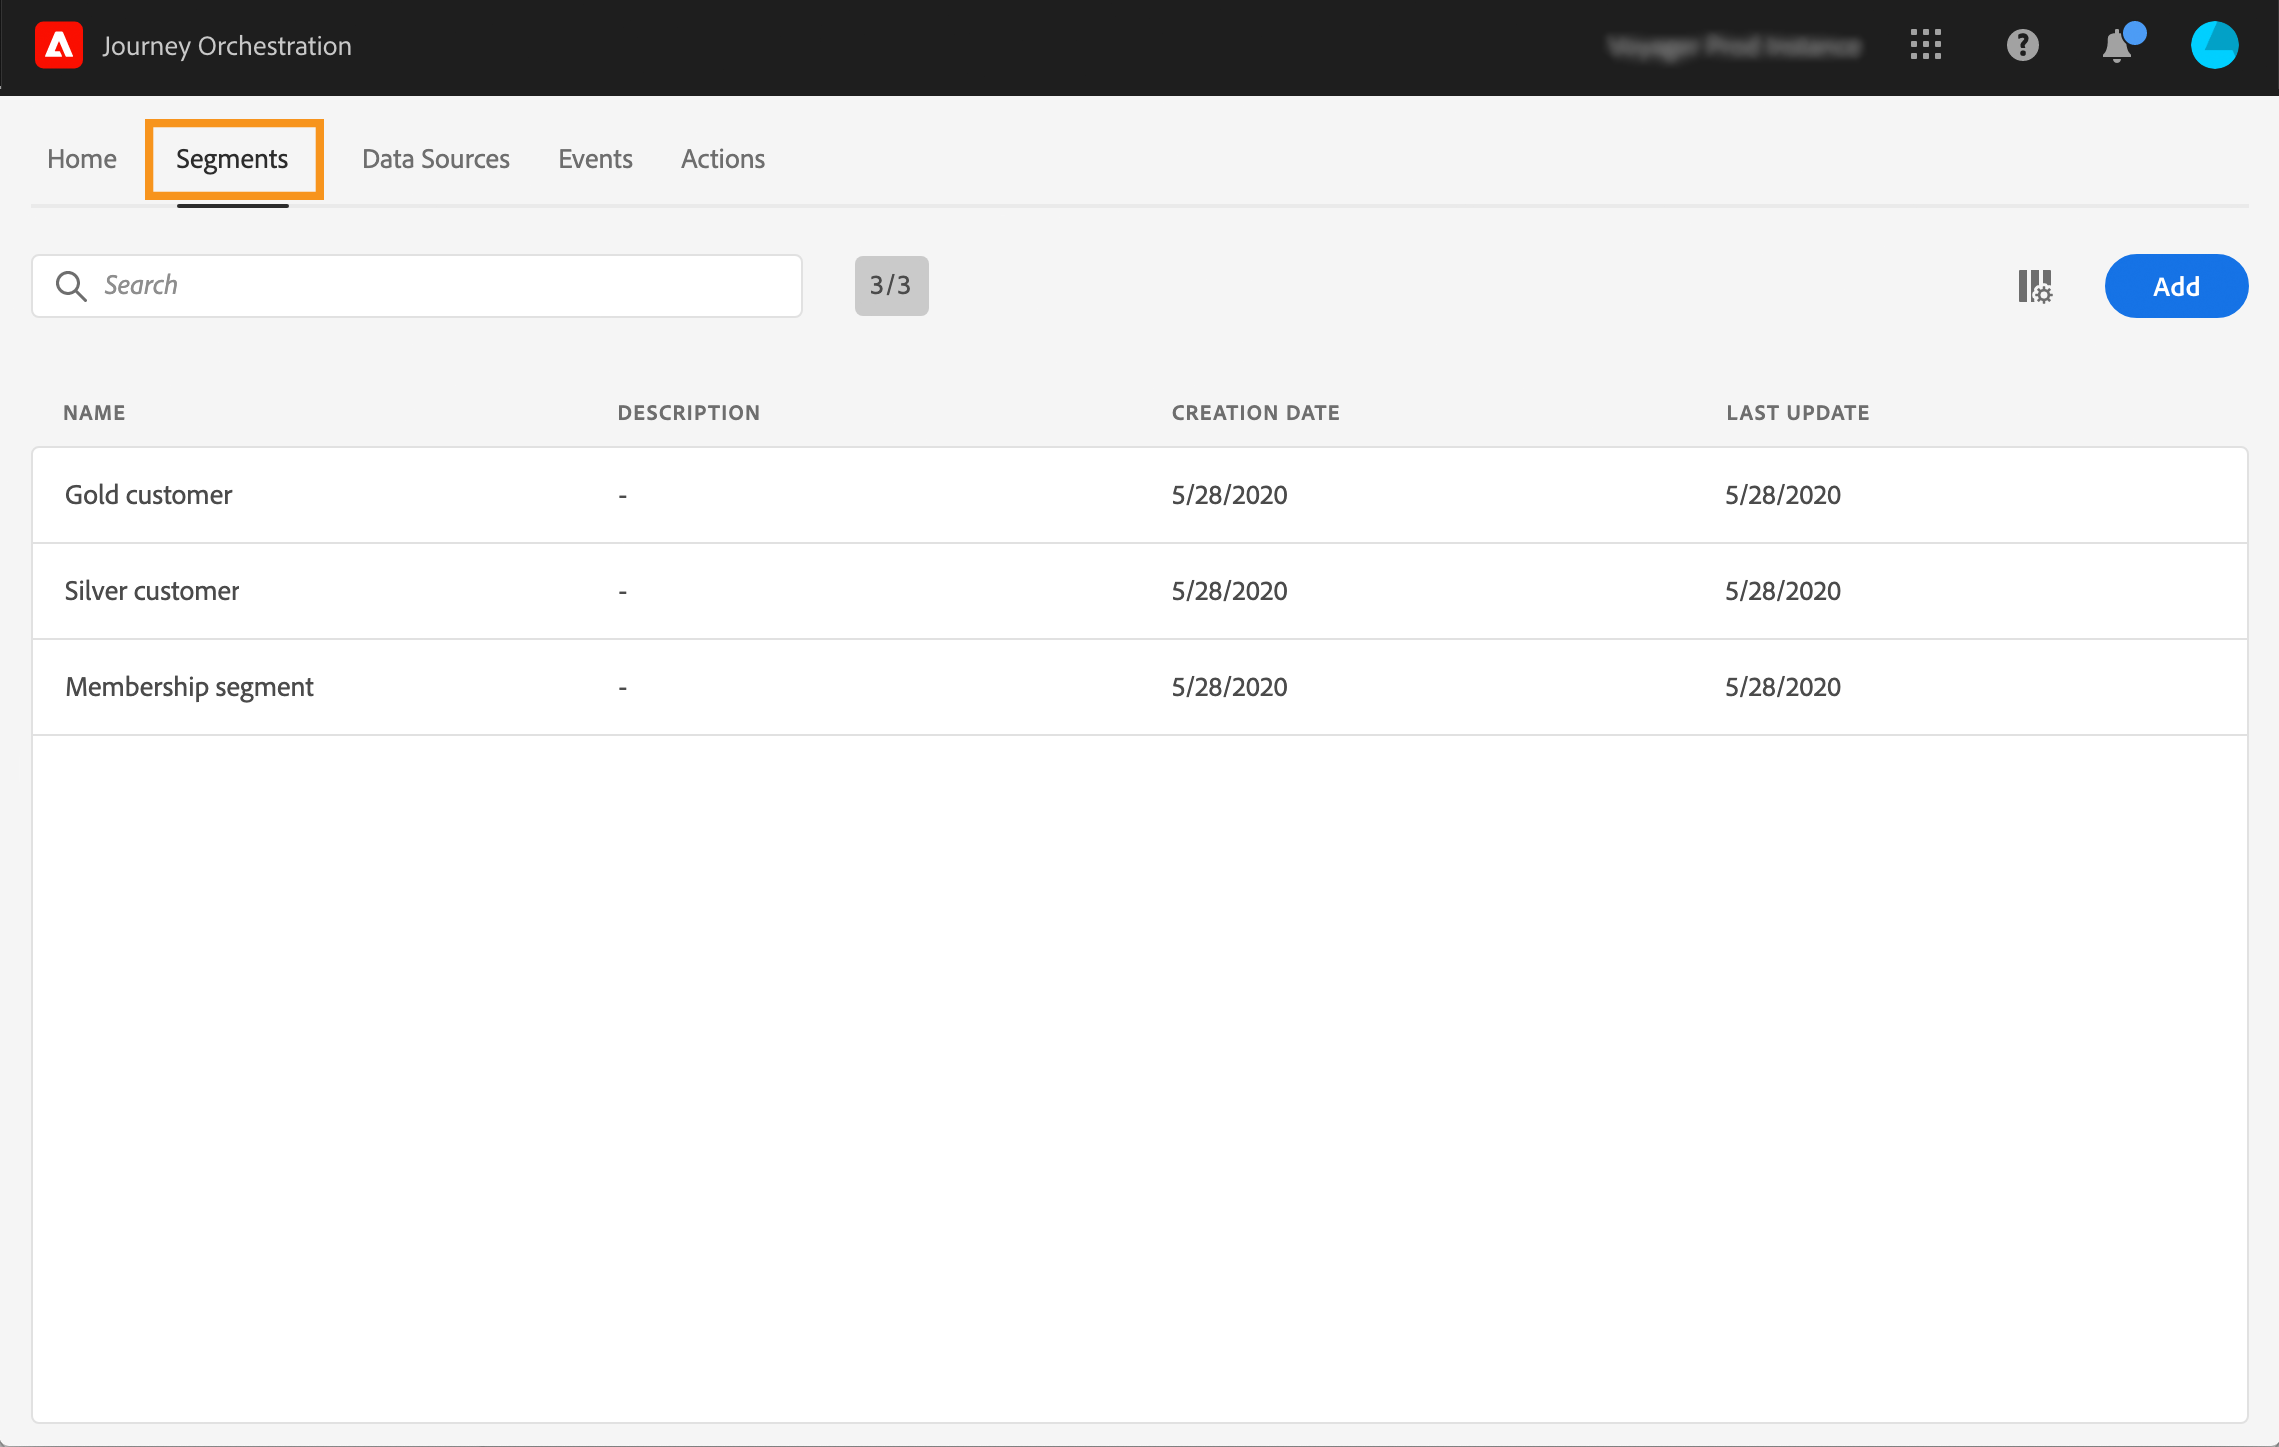 Journey Orchestration
Home Segments Data Sources Events Actions
Search 3/3 Add
NAME DESCRIPTION CREATION DATE LAST UPDATE
Gold customer - 5/28/2020 5/28/2020
Silver customer - 5/28/2020 5/28/2020
Membership segment - 5/28/2020 5/28/2020